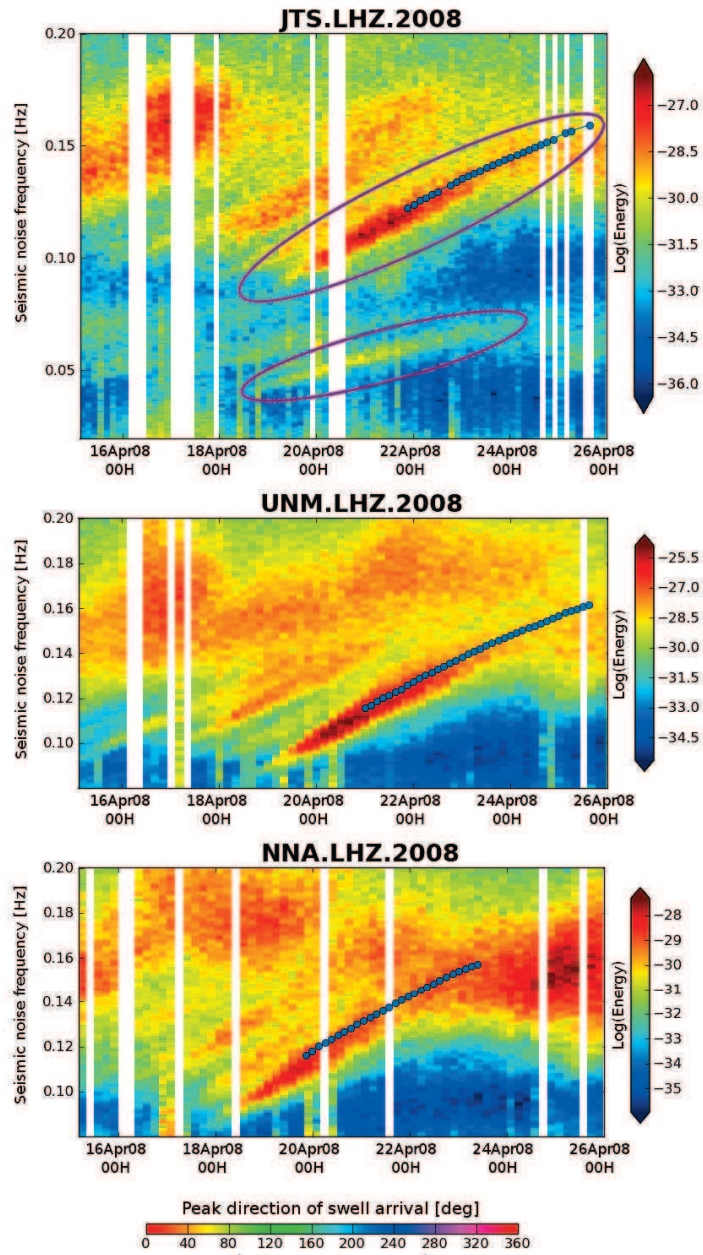 JTS.LHZ.2008
0.20
0.15
0.10
0.05
Seismic noise frequency [Hz]
16Apr08 00H
18Apr08 00H
20Apr08 00H
22Apr08 00H
24Apr08 00H
26Apr08 00H
Log(Energy)
−27.0
−28.5
−30.0
−31.5
−33.0
−34.5
−36.0
UNM.LHZ.2008
0.20
0.18
0.16
0.14
0.12
0.10
Seismic noise frequency [Hz]
16Apr08 00H
18Apr08 00H
20Apr08 00H
22Apr08 00H
24Apr08 00H
26Apr08 00H
Log(Energy)
−25.5
−27.0
−28.5
−30.0
−31.5
−33.0
−34.5
NNA.LHZ.2008
0.20
0.18
0.16
0.14
0.12
0.10
Seismic noise frequency [Hz]
16Apr08 00H
18Apr08 00H
20Apr08 00H
22Apr08 00H
24Apr08 00H
26Apr08 00H
Log(Energy)
−28
−29
−30
−31
−32
−33
−34
−35
Peak direction of swell arrival [deg]
0 40 80 120 160 200 240 280 320 360